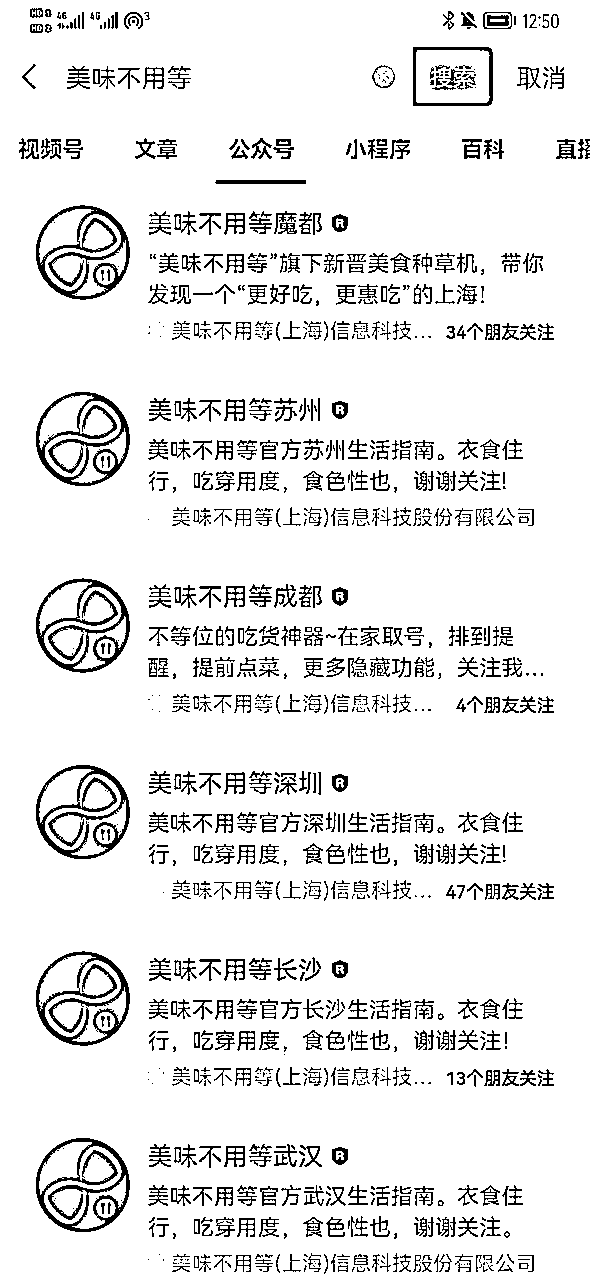 12:50
美味不用等
搜索 取消
视频号 文章 公众号 小程序 百科
美味不用等魔都
“美味不用等”旗下新晋美食种草机，带你
发现一个“更好吃，更惠吃”的上海!
美味不用等(上海)信息科技... 34个朋友关注
美味不用等苏州
美味不用等官方苏州生活指南。衣食住
行，吃穿用度，食色性也，谢谢关注!
美味不用等(上海)信息科技股份有限公司
美味不用等成都
不等位的吃货神器~在家取号，排到提
醒，提前点菜，更多隐藏功能，关注我...
美味不用等(上海)信息科技... 4个朋友关注
美味不用等深圳
美味不用等官方深圳生活指南。衣食住
行，吃穿用度，食色性也，谢谢关注!
美味不用等(上海)信息科技... 47个朋友关注
美味不用等长沙
美味不用等官方长沙生活指南。衣食住
行，吃穿用度，食色性也，谢谢关注!
美味不用等(上海)信息科技... 13个朋友关注
美味不用等武汉
美味不用等官方武汉生活指南。衣食住
行，吃穿用度，食色性也，谢谢关注。
美味不用等(上海)信息科技股份有限公司